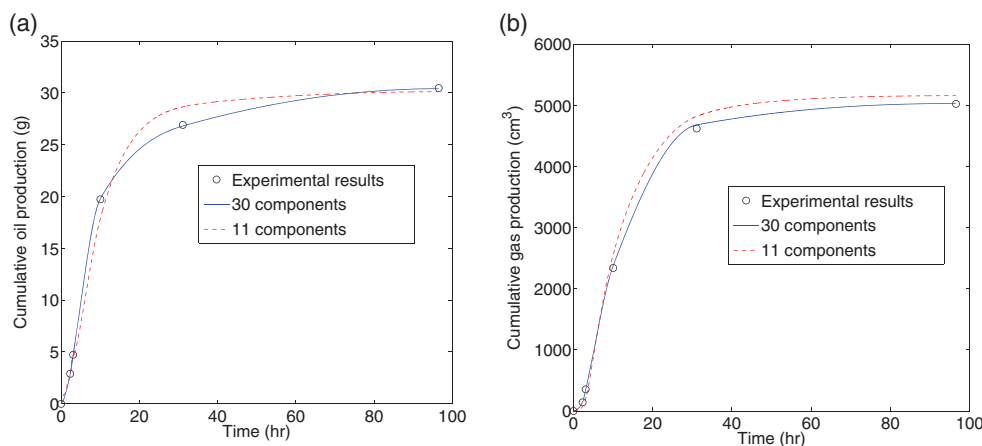 (a)
35
30
25
20
15
10
5
0
0 20 40 60 80 100
Cumulative oil production (g)
Time (hr)
Experimental results
30 components
11 components
(b)
6000
5000
4000
3000
2000
1000
0
0 20 40 60 80 100
Cumulative gas production (cm³)
Time (hr)
Experimental results
30 components
11 components